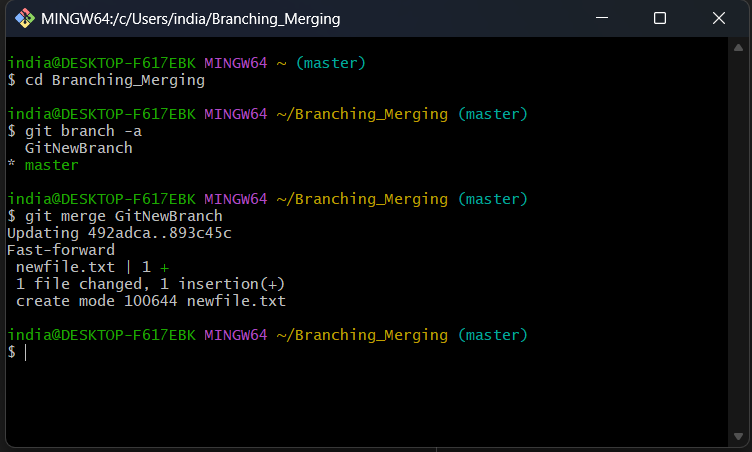 MINGW64:/c/Users/india/Branching_Merging
india@DESKTOP-F617EBK MINGW64 ~ (master)
$ cd Branching_Merging
india@DESKTOP-F617EBK MINGW64 ~/Branching_Merging (master)
$ git branch -a
  GitNewBranch
* master
india@DESKTOP-F617EBK MINGW64 ~/Branching_Merging (master)
$ git merge GitNewBranch
Updating 492adca..893c45c
Fast-forward
 newfile.txt | 1 +
 1 file changed, 1 insertion(+)
 create mode 100644 newfile.txt
india@DESKTOP-F617EBK MINGW64 ~/Branching_Merging (master)
$